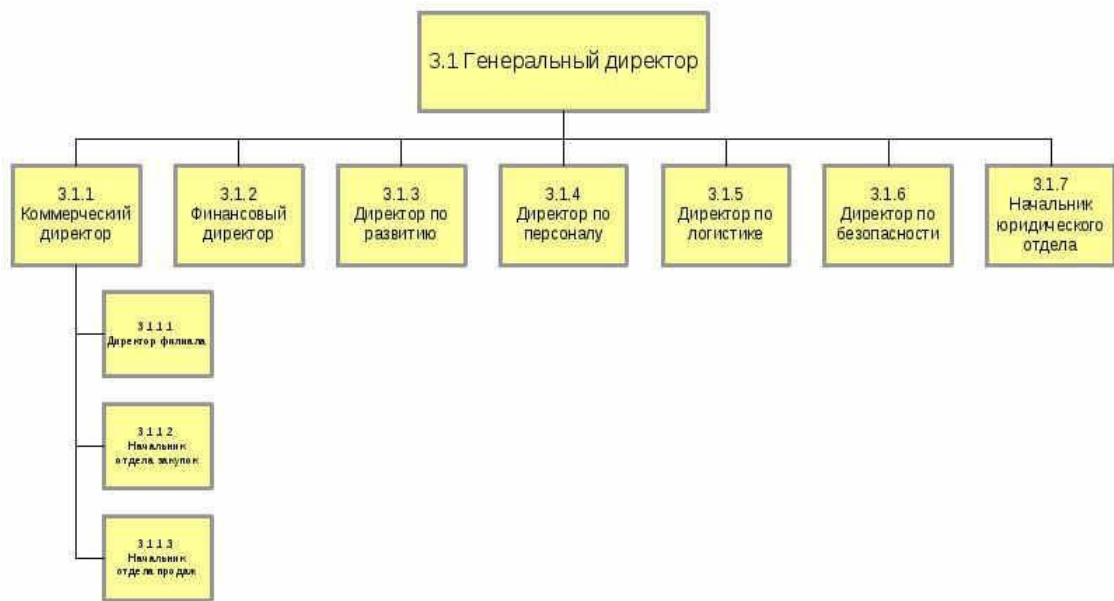 3.1 Генеральный директор
3.1.1
Коммерческий
директор
3.1.2
Финансовый
директор
3.1.3
Директор по
развитию
3.1.4
Директор по
персоналу
3.1.5
Директор по
логистике
3.1.6
Директор по
безопасности
3.1.7
Начальник
юридического
отдела
3.1.1.1
Директор филиала
3.1.1.2
Начальник
отдела закупок
3.1.1.3
Начальник
отдела продаж